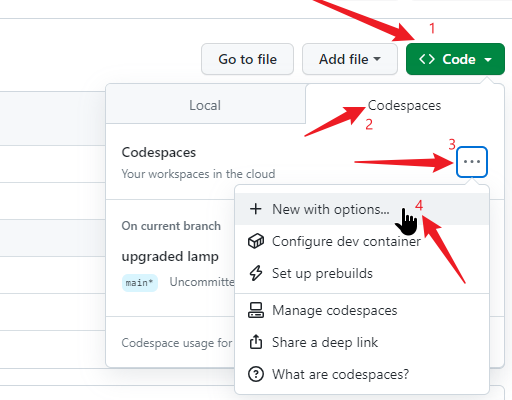 1
Go to file
Add file
<> Code
Local
Codespaces
2
Codespaces
3
...
Your workspaces in the cloud
New with options...
4
On current branch
Configure dev container
upgraded lamp
Set up prebuilds
main*
Uncommitte
Manage codespaces
Codespace usage for
Share a deep link
What are codespaces?